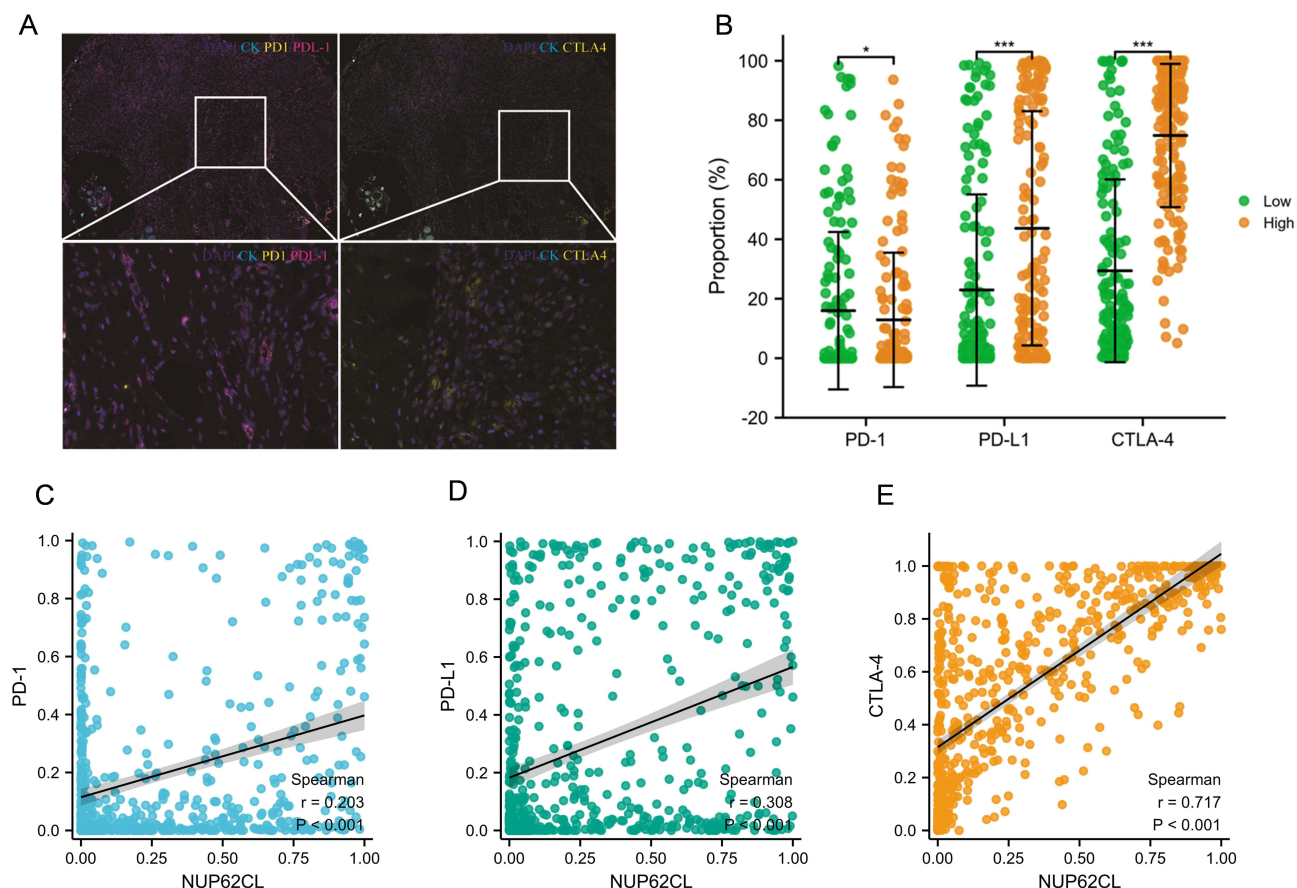 A
DAPI CK PD1 PDL-1
DAPI CK CTLA4
DAPI CK PD1 PDL-1
DAPI CK CTLA4
B
Proportion (%)
100
80
60
40
20
0
-20
*
***
***
PD-1
PD-L1
CTLA-4
Low
High
C
PD-1
1.0
0.8
0.6
0.4
0.2
0.0
Spearman
r = 0.203
P < 0.001
0.00 0.25 0.50 0.75 1.00
NUP62CL
D
PD-L1
1.0
0.8
0.6
0.4
0.2
0.0
Spearman
r = 0.308
P < 0.001
0.00 0.25 0.50 0.75 1.00
NUP62CL
E
CTLA-4
1.0
0.8
0.6
0.4
0.2
0.0
Spearman
r = 0.717
P < 0.001
0.00 0.25 0.50 0.75 1.00
NUP62CL